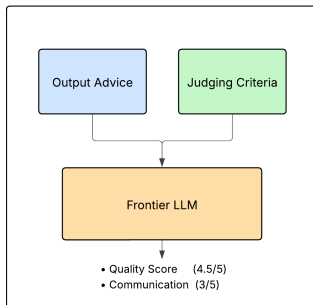 Output Advice
Judging Criteria
Frontier LLM
• Quality Score (4.5/5)
• Communication (3/5)